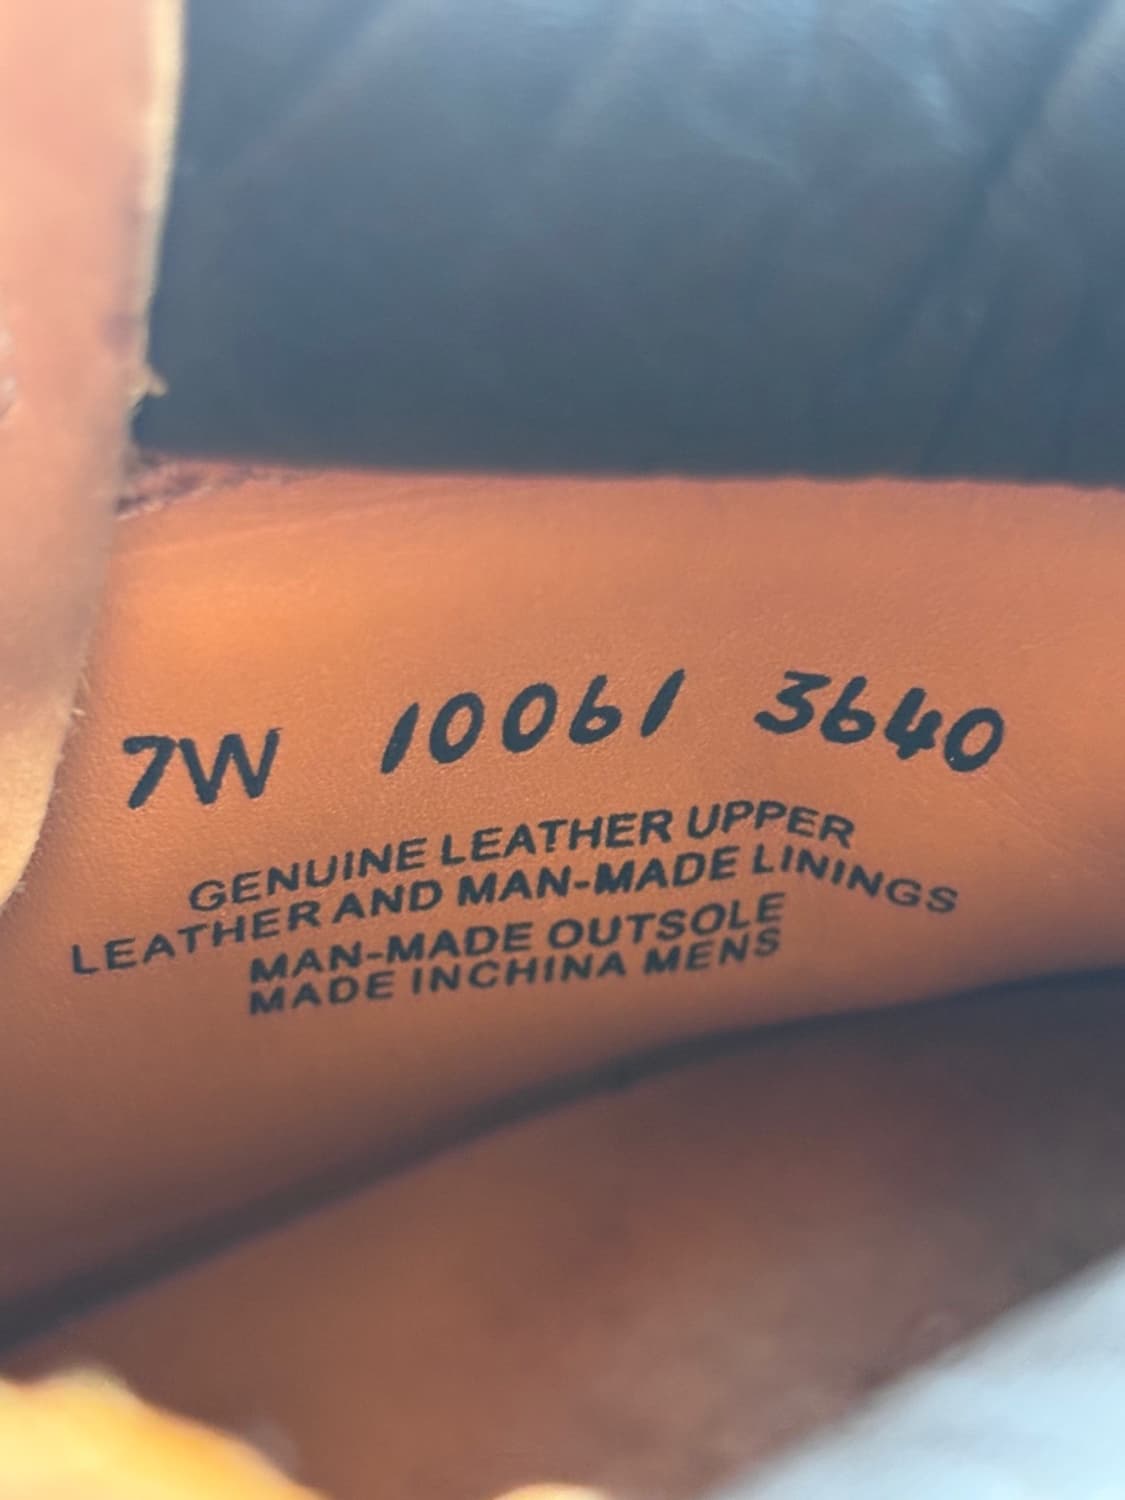 7W 10061 3640
GENUINE LEATHER UPPER
LEATHER AND MAN-MADE LININGS
MAN-MADE OUTSOLE
MADE INCHINA MENS